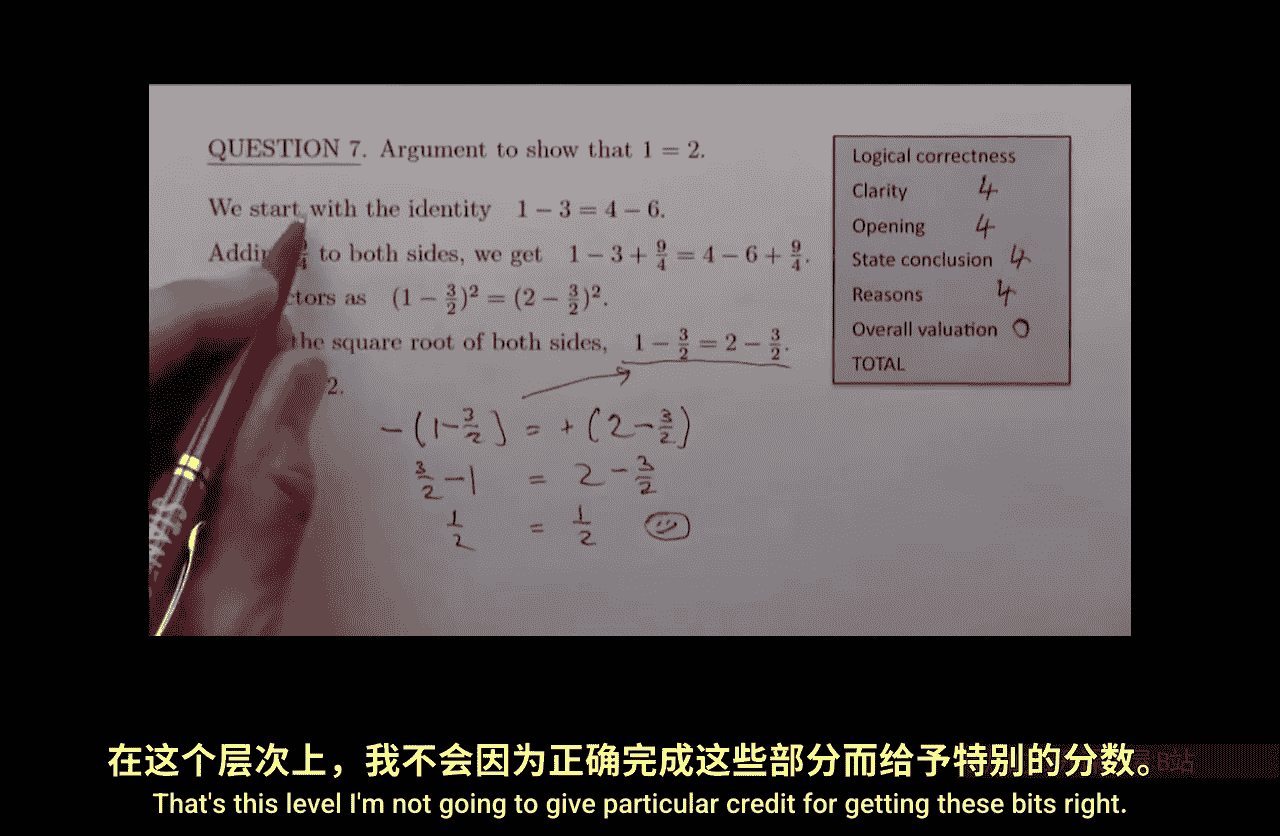 QUESTION 7. Argument to show that 1 = 2.
We start with the identity 1 − 3 = 4 − 6.
to both sides, we get 1 − 3 + 9/4 = 4 − 6 + 9/4.
as (1 − 3/2)² = (2 − 3/2)².
the square root of both sides, 1 − 3/2 = 2 − 3/2.
2.
−(1−3/2) = +(2−3/2)
3/2 −1 = 2 − 3/2
1/2 = 1/2
Logical correctness
Clarity 4
Opening 4
State conclusion 4
Reasons 4
Overall valuation 0
TOTAL
在这个层次上，我不会因为正确完成这些部分而给予特别的分数。
B站
That's this level I'm not going to give particular credit for getting these bits right.